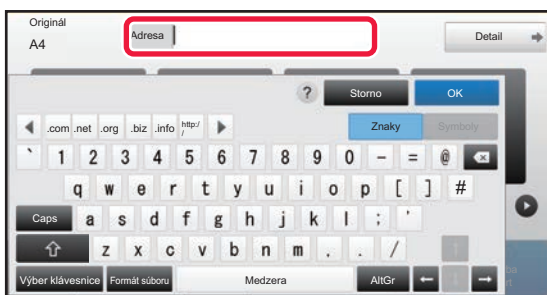 Originál
A4
Adresa
Detail
? Storno OK
.com .net .org .biz .info http:// Znaky Symboly
` 1 2 3 4 5 6 7 8 9 0 - = @
q w e r t y u i o p [ ] #
Caps a s d f g h j k l ; '
z x c v b n m , . /
Výber klávesnice Formát súboru Medzera AltGr